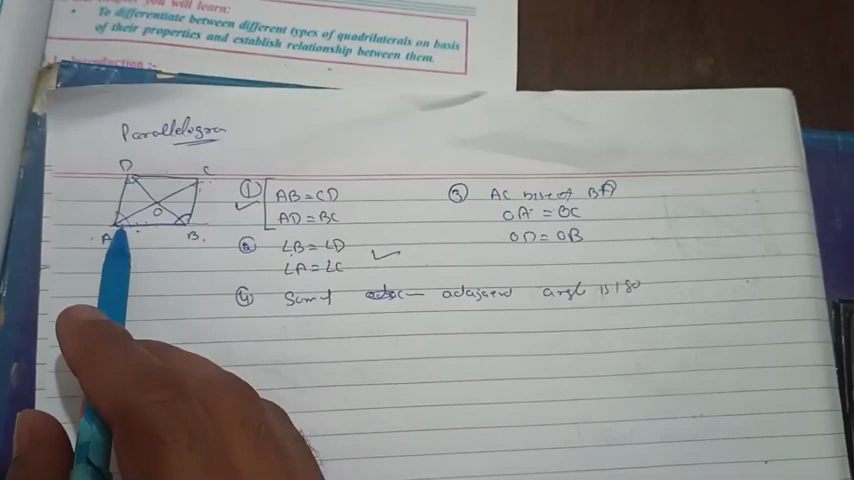 you will learn:
• To differentiate between different types of quadrilaterals on basis
of their properties and establish relationship between them.
Introduction :-
Parallelogram
D
C
O
A
B
① AB = CD
AD = BC
② ∠B = ∠D
∠A = ∠C
③ AC bisect BD
OA = OC
OD = OB
④ Sum of angle is 180